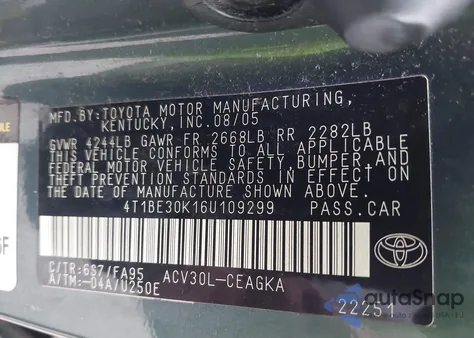 MFD.BY:TOYOTA MOTOR MANUFACTURING,
KENTUCKY, INC. 08/05
GVWR 4244LB GAWR FR 2668LB RR 2282LB
THIS VEHICLE CONFORMS TO ALL APPLICABLE
FEDERAL MOTOR VEHICLE SAFETY,BUMPER,AND
THEFT PREVENTION STANDARDS IN EFFECT ON
THE DATE OF MANUFACTURE SHOWN ABOVE.
4T1BE30K16U109299 PASS.CAR
C/TR:6S7/FA95 ACV30L-CEAGKA
A/TM:-04A/U250E
22251
autoSnap